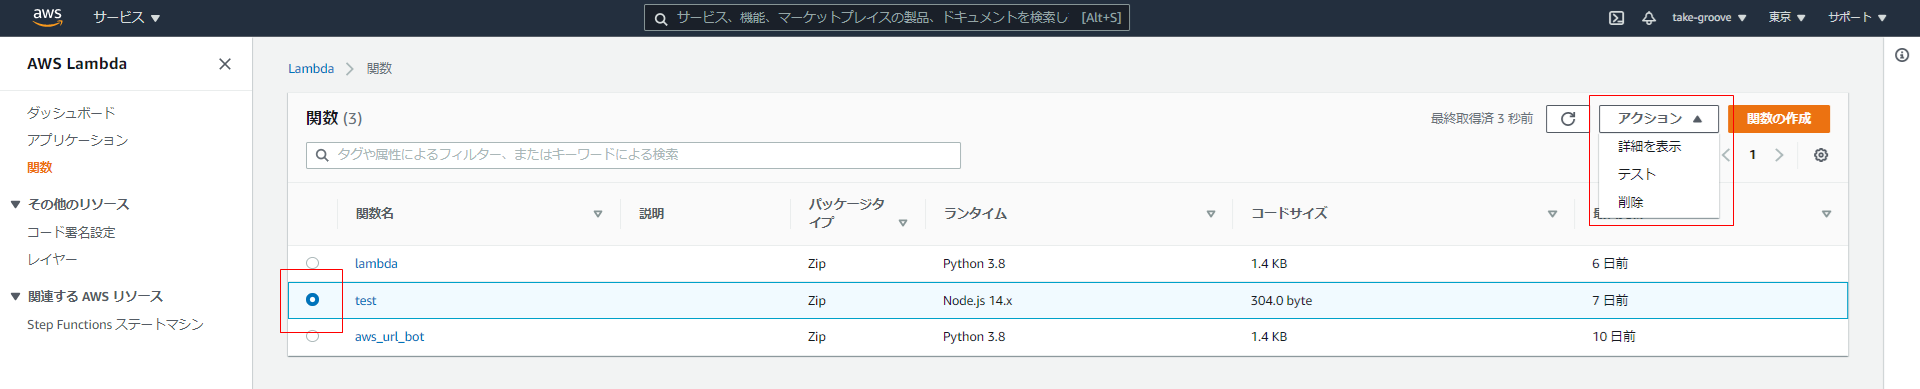 aws サービス サービス、機能、マーケットプレイスの製品、ドキュメントを検索し [Alt+S] take-groove 東京 サポート
AWS Lambda
ダッシュボード
アプリケーション
関数
その他のリソース
コード署名設定
レイヤー
関連する AWS リソース
Step Functions ステートマシン
Lambda 関数
関数 (3) 最終取得済 3 秒前 アクション 関数の作成
タグや属性によるフィルター、またはキーワードによる検索 1
詳細を表示
テスト
削除
関数名 説明 パッケージタイプ ランタイム コードサイズ
lambda Zip Python 3.8 1.4 KB 6 日前
test Zip Node.js 14.x 304.0 byte 7 日前
aws_url_bot Zip Python 3.8 1.4 KB 10 日前